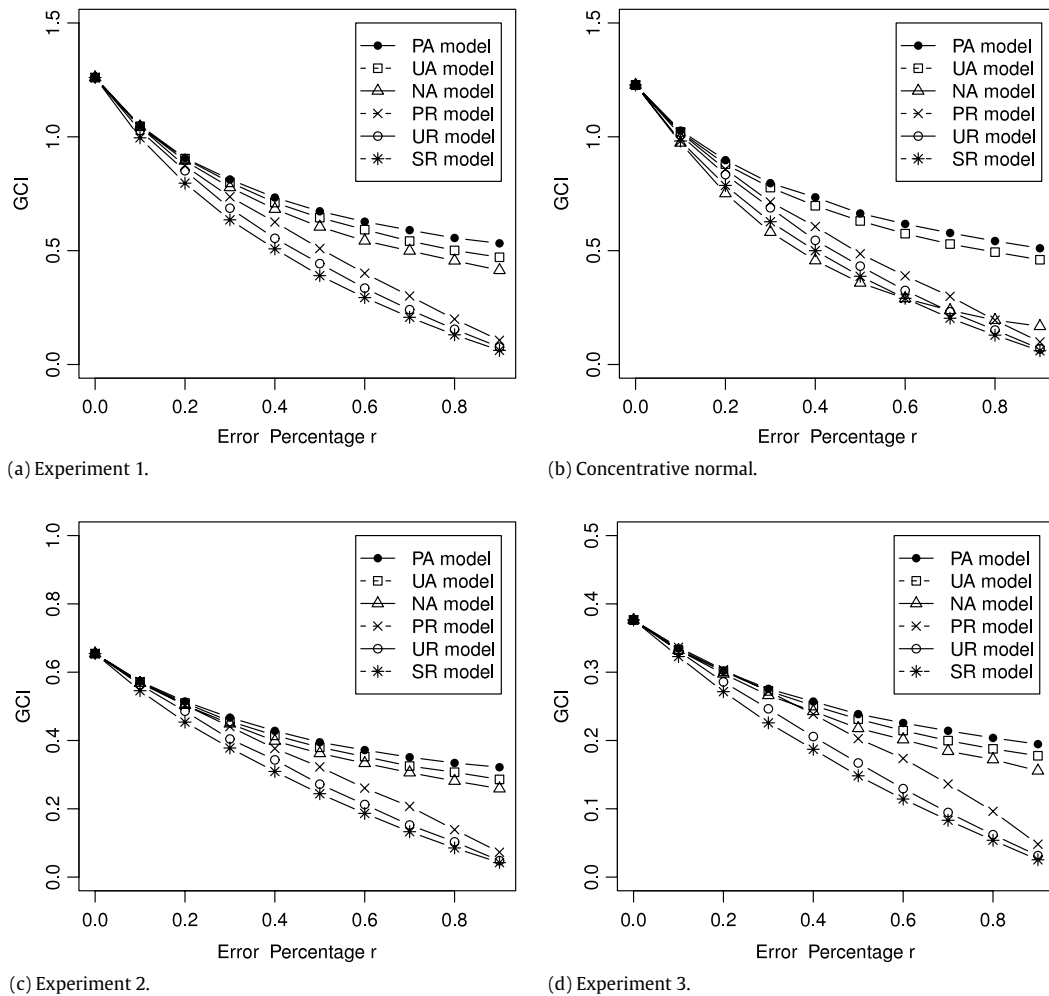 1.5
1.0
0.5
0.0
GCI
PA model
UA model
NA model
PR model
UR model
SR model
0.0 0.2 0.4 0.6 0.8
Error Percentage r
(a) Experiment 1.
1.5
1.0
0.5
0.0
GCI
PA model
UA model
NA model
PR model
UR model
SR model
0.0 0.2 0.4 0.6 0.8
Error Percentage r
(b) Concentrative normal.
1.0
0.8
0.6
0.4
0.2
0.0
GCI
PA model
UA model
NA model
PR model
UR model
SR model
0.0 0.2 0.4 0.6 0.8
Error Percentage r
(c) Experiment 2.
0.5
0.4
0.3
0.2
0.1
0.0
GCI
PA model
UA model
NA model
PR model
UR model
SR model
0.0 0.2 0.4 0.6 0.8
Error Percentage r
(d) Experiment 3.